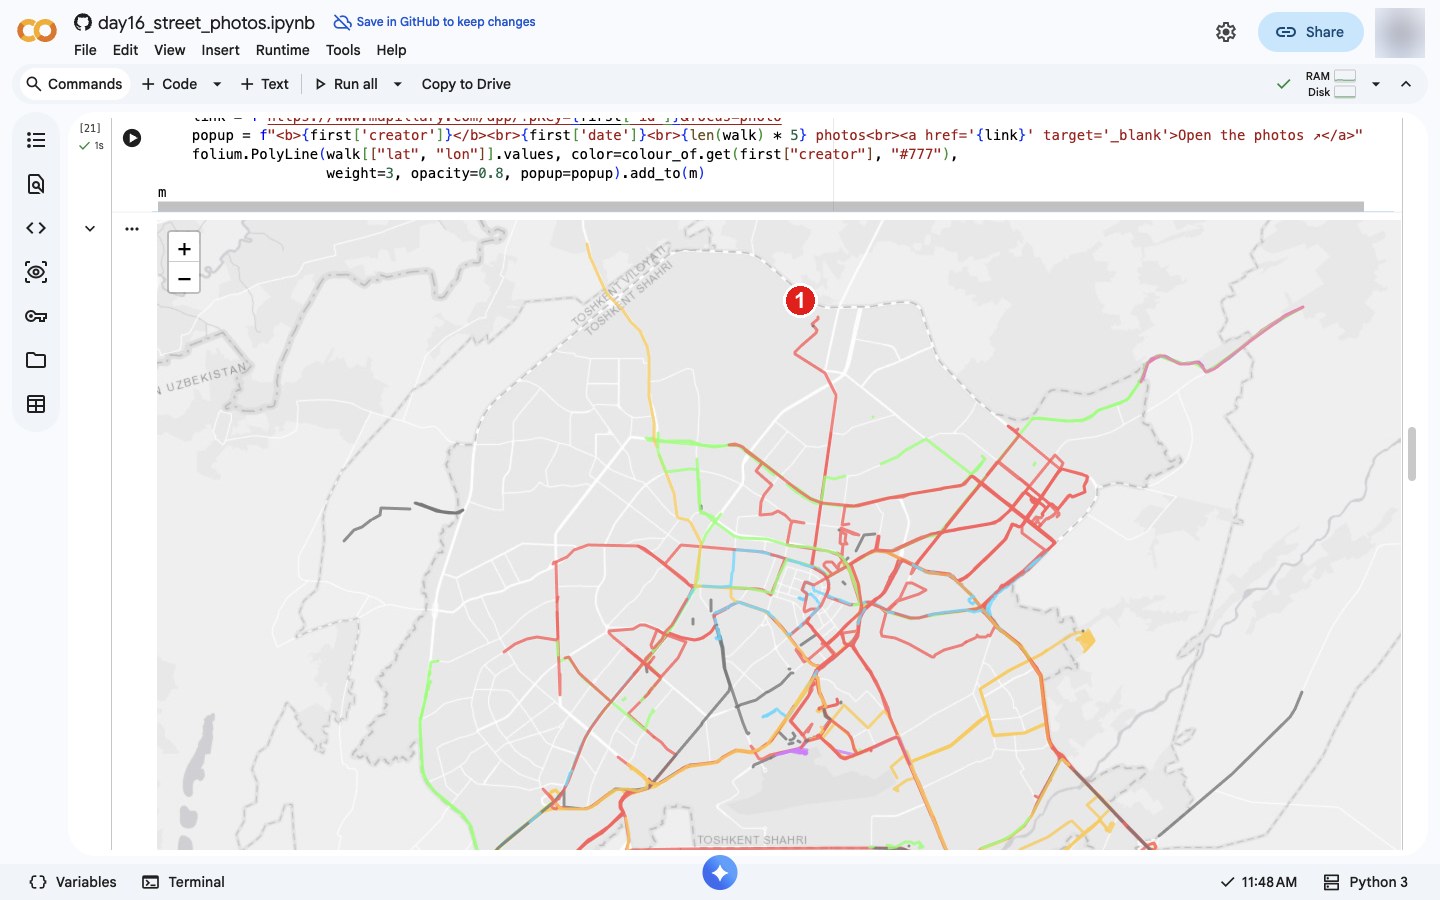 day16_street_photos.ipynb
Save in GitHub to keep changes
File Edit View Insert Runtime Tools Help
Share
Commands + Code + Text Run all Copy to Drive
RAM
Disk
[21]
1s
popup = f"<b>{first['creator']}</b><br>{first['date']}<br>{len(walk) * 5} photos<br><a href='{link}' target='_blank'>Open the photos ↗</a>"
folium.PolyLine(walk[["lat", "lon"]].values, color=colour_of.get(first["creator"], "#777"),
weight=3, opacity=0.8, popup=popup).add_to(m)
m
+
−
TOSHKENT VILOYATI
TOSHKENT SHAHRI
1
UZBEKISTAN
TOSHKENT SHAHRI
Variables Terminal
11:48 AM Python 3